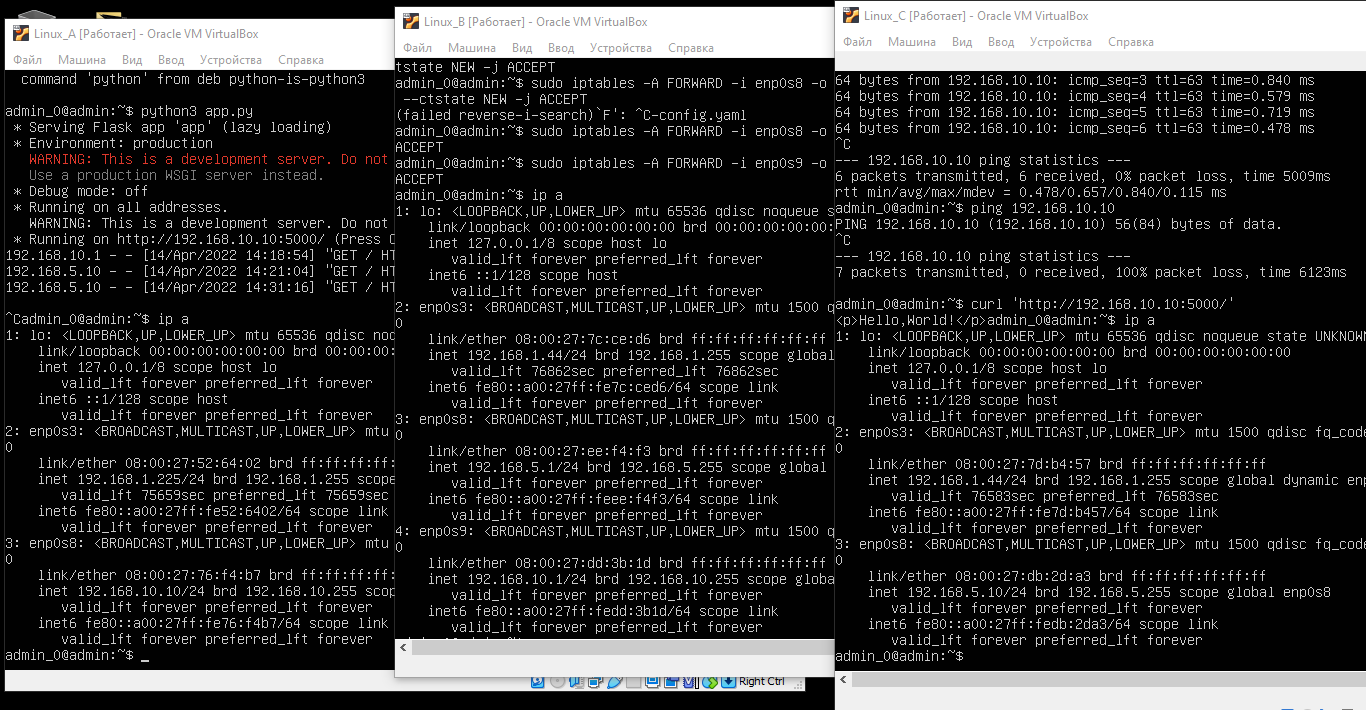 Linux_A [Работает] - Oracle VM VirtualBox
Файл Машина Вид Ввод Устройства Справка
command 'python' from deb python-is-python3
admin_0@admin:~$ python3 app.py
* Serving Flask app 'app' (lazy loading)
* Environment: production
WARNING: This is a development server. Do not
Use a production WSGI server instead.
* Debug mode: off
* Running on all addresses.
WARNING: This is a development server. Do not
* Running on http://192.168.10.10:5000/ (Press C
192.168.10.1 - - [14/Apr/2022 14:18:54] "GET / HT
192.168.5.10 - - [14/Apr/2022 14:21:04] "GET / HT
192.168.5.10 - - [14/Apr/2022 14:31:16] "GET / HT
^Cadmin_0@admin:~$ ip a
1: lo: <LOOPBACK,UP,LOWER_UP> mtu 65536 qdisc noq
link/loopback 00:00:00:00:00:00 brd 00:00:00:
inet 127.0.0.1/8 scope host lo
valid_lft forever preferred_lft forever
inet6 ::1/128 scope host
valid_lft forever preferred_lft forever
2: enp0s3: <BROADCAST,MULTICAST,UP,LOWER_UP> mtu
0
link/ether 08:00:27:52:64:02 brd ff:ff:ff:ff:
inet 192.168.1.225/24 brd 192.168.1.255 scope
valid_lft 75659sec preferred_lft 75659sec
inet6 fe80::a00:27ff:fe52:6402/64 scope link
valid_lft forever preferred_lft forever
3: enp0s8: <BROADCAST,MULTICAST,UP,LOWER_UP> mtu
0
link/ether 08:00:27:76:f4:b7 brd ff:ff:ff:ff:
inet 192.168.10.10/24 brd 192.168.10.255 scop
valid_lft forever preferred_lft forever
inet6 fe80::a00:27ff:fe76:f4b7/64 scope link
valid_lft forever preferred_lft forever
admin_0@admin:~$ _
Right Ctrl
Linux_B [Работает] - Oracle VM VirtualBox
Файл Машина Вид Ввод Устройства Справка
tstate NEW -j ACCEPT
admin_0@admin:~$ sudo iptables -A FORWARD -i enp0s8 -o
--ctstate NEW -j ACCEPT
(failed reverse-i-search)`F': ^C-config.yaml
admin_0@admin:~$ sudo iptables -A FORWARD -i enp0s8 -o
ACCEPT
admin_0@admin:~$ sudo iptables -A FORWARD -i enp0s9 -o
ACCEPT
admin_0@admin:~$ ip a
1: lo: <LOOPBACK,UP,LOWER_UP> mtu 65536 qdisc noqueue s
link/loopback 00:00:00:00:00:00 brd 00:00:00:00:00:
inet 127.0.0.1/8 scope host lo
valid_lft forever preferred_lft forever
inet6 ::1/128 scope host
valid_lft forever preferred_lft forever
2: enp0s3: <BROADCAST,MULTICAST,UP,LOWER_UP> mtu 1500 q
0
link/ether 08:00:27:7c:ce:d6 brd ff:ff:ff:ff:ff:ff
inet 192.168.1.44/24 brd 192.168.1.255 scope global
valid_lft 76862sec preferred_lft 76862sec
inet6 fe80::a00:27ff:fe7c:ced6/64 scope link
valid_lft forever preferred_lft forever
3: enp0s8: <BROADCAST,MULTICAST,UP,LOWER_UP> mtu 1500 q
0
link/ether 08:00:27:ee:f4:f3 brd ff:ff:ff:ff:ff:ff
inet 192.168.5.1/24 brd 192.168.5.255 scope global
valid_lft forever preferred_lft forever
inet6 fe80::a00:27ff:feee:f4f3/64 scope link
valid_lft forever preferred_lft forever
4: enp0s9: <BROADCAST,MULTICAST,UP,LOWER_UP> mtu 1500 q
0
link/ether 08:00:27:dd:3b:1d brd ff:ff:ff:ff:ff:ff
inet 192.168.10.1/24 brd 192.168.10.255 scope globa
valid_lft forever preferred_lft forever
inet6 fe80::a00:27ff:fedd:3b1d/64 scope link
valid_lft forever preferred_lft forever
Linux_C [Работает] - Oracle VM VirtualBox
Файл Машина Вид Ввод Устройства Справка
64 bytes from 192.168.10.10: icmp_seq=3 ttl=63 time=0.840 ms
64 bytes from 192.168.10.10: icmp_seq=4 ttl=63 time=0.579 ms
64 bytes from 192.168.10.10: icmp_seq=5 ttl=63 time=0.719 ms
64 bytes from 192.168.10.10: icmp_seq=6 ttl=63 time=0.478 ms
^C
--- 192.168.10.10 ping statistics ---
6 packets transmitted, 6 received, 0% packet loss, time 5009ms
rtt min/avg/max/mdev = 0.478/0.657/0.840/0.115 ms
admin_0@admin:~$ ping 192.168.10.10
PING 192.168.10.10 (192.168.10.10) 56(84) bytes of data.
^C
--- 192.168.10.10 ping statistics ---
7 packets transmitted, 0 received, 100% packet loss, time 6123ms
admin_0@admin:~$ curl 'http://192.168.10.10:5000/'
<p>Hello,World!</p>admin_0@admin:~$ ip a
1: lo: <LOOPBACK,UP,LOWER_UP> mtu 65536 qdisc noqueue state UNKNOWN
link/loopback 00:00:00:00:00:00 brd 00:00:00:00:00:00
inet 127.0.0.1/8 scope host lo
valid_lft forever preferred_lft forever
inet6 ::1/128 scope host
valid_lft forever preferred_lft forever
2: enp0s3: <BROADCAST,MULTICAST,UP,LOWER_UP> mtu 1500 qdisc fq_code
0
link/ether 08:00:27:7d:b4:57 brd ff:ff:ff:ff:ff:ff
inet 192.168.1.44/24 brd 192.168.1.255 scope global dynamic enp
valid_lft 76583sec preferred_lft 76583sec
inet6 fe80::a00:27ff:fe7d:b457/64 scope link
valid_lft forever preferred_lft forever
3: enp0s8: <BROADCAST,MULTICAST,UP,LOWER_UP> mtu 1500 qdisc fq_code
0
link/ether 08:00:27:db:2d:a3 brd ff:ff:ff:ff:ff:ff
inet 192.168.5.10/24 brd 192.168.5.255 scope global enp0s8
valid_lft forever preferred_lft forever
inet6 fe80::a00:27ff:fedb:2da3/64 scope link
valid_lft forever preferred_lft forever
admin_0@admin:~$